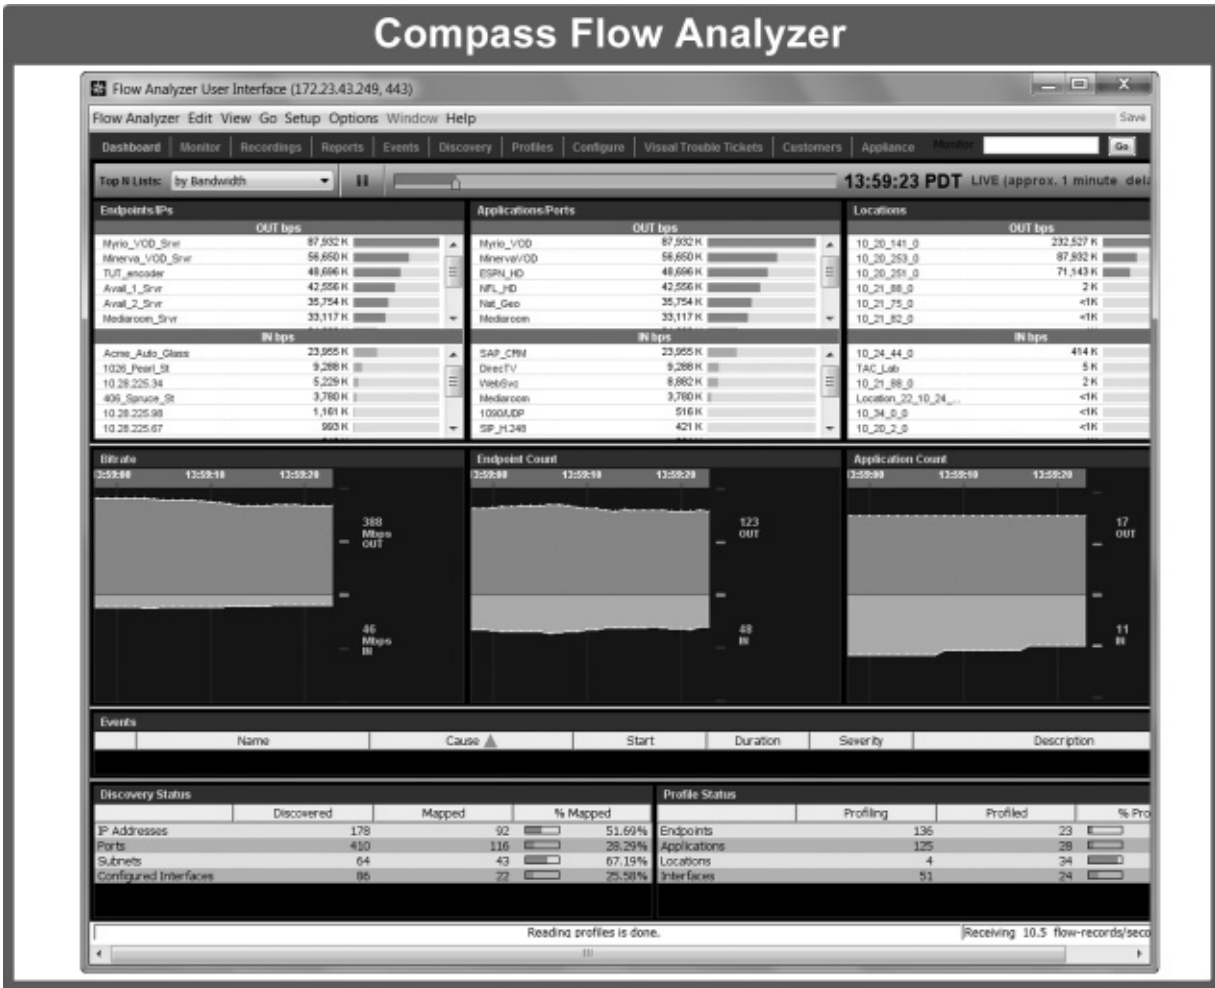 Compass Flow Analyzer
Flow Analyzer User Interface (172.23.43.249, 443)
Flow Analyzer Edit View Go Setup Options Window Help Save
Dashboard Monitor Recordings Reports Events Discovery Profiles Configure Visual Trouble Tickets Customers Appliance Monitor Go
Top N Lists: by Bandwidth 13:59:23 PDT LIVE (approx. 1 minute dela
Endpoints/IPs Applications/Ports Locations
OUT bps OUT bps OUT bps
Myrio_VOD_Srvr 87,932 K Myrio_VOD 87,932 K 10_20_141_0 232,527 K
Minerva_VOD_Srvr 56,650 K MinervaVOD 56,650 K 10_20_253_0 87,932 K
TUT_encoder 48,696 K ESPN_HD 48,696 K 10_20_251_0 71,143 K
Avail_1_Srvr 42,556 K NFL_HD 42,556 K 10_21_88_0 2 K
Avail_2_Srvr 35,754 K Nat_Geo 35,754 K 10_21_75_0 <1K
Mediaroom_Srvr 33,117 K Mediaroom 33,117 K 10_21_82_0 <1K
IN bps IN bps IN bps
Acme_Auto_Glass 23,955 K SAP_CRM 23,955 K 10_24_44_0 414 K
1026_Pearl_St 9,288 K DirecTV 9,288 K TAC_Lab 5 K
10.28.225.34 5,229 K WebSvc 8,882 K 10_21_88_0 2 K
406_Spruce_St 3,780 K Mediaroom 3,780 K Location_22_10_24_... <1K
10.28.225.98 1,161 K 1090/UDP 516 K 10_34_0_0 <1K
10.28.225.67 993 K SIP_H.248 421 K 10_20_2_0 <1K
Bitrate Endpoint Count Application Count
3:59:00 13:59:10 13:59:20 3:59:00 13:59:10 13:59:20 3:59:00 13:59:10 13:59:20
388 Mbps OUT 123 OUT 17 OUT
46 Mbps IN 48 IN 11 IN
Events
Name Cause Start Duration Severity Description
Discovery Status Profile Status
Discovered Mapped % Mapped Profiling Profiled % Pro
IP Addresses 178 92 51.69% Endpoints 136 23
Ports 410 116 28.29% Applications 125 28
Subnets 64 43 67.19% Locations 4 34
Configured Interfaces 86 22 25.58% Interfaces 51 24
Reading profiles is done. Receiving 10.5 flow-records/seco